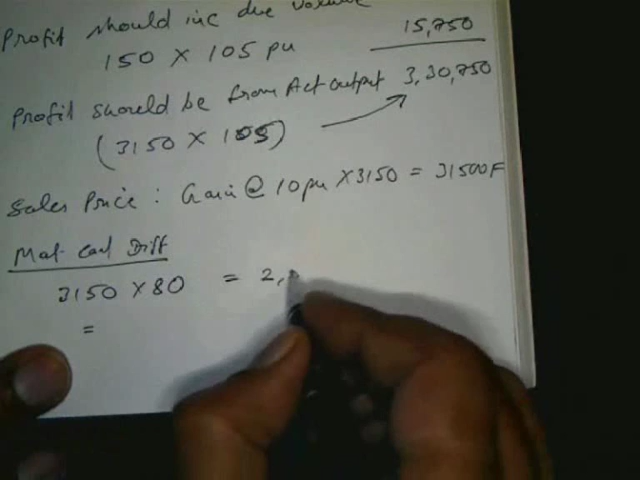 Profit should inc due Volume
150 X 105 pu 15,750
Profit should be from Act output 3,30,750
(3150 X 105)
Sales Price : Gain @ 10 pu X 3150 = 31500F
Mat Cost Diff
3150 X 80 = 2,
=